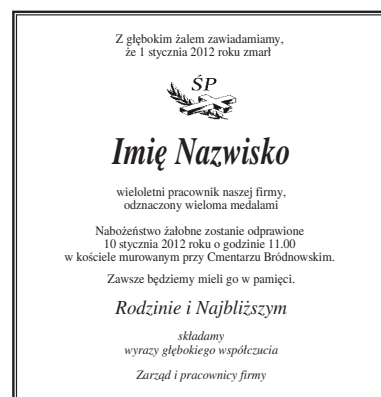 Z głębokim żalem zawiadamiamy,
że 1 stycznia 2012 roku zmarł
ŚP
Imię Nazwisko
wieloletni pracownik naszej firmy,
odznaczony wieloma medalami
Nabożeństwo żałobne zostanie odprawione
10 stycznia 2012 roku o godzinie 11.00
w kościele murowanym przy Cmentarzu Bródnowskim.
Zawsze będziemy mieli go w pamięci.
Rodzinie i Najbliższym
składamy
wyrazy głębokiego współczucia
Zarząd i pracownicy firmy